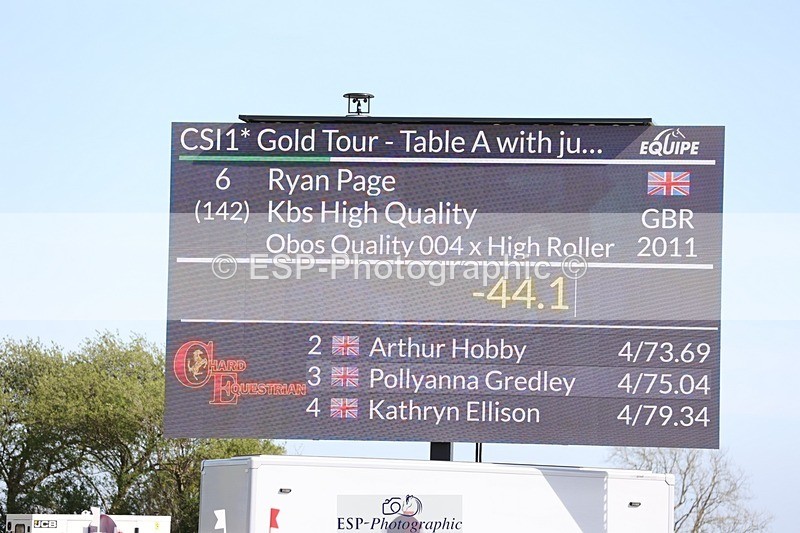 CSI1* Gold Tour - Table A with ju...
EQUIPE
6 Ryan Page
(142) Kbs High Quality GBR
Obos Quality 004 x High Roller 2011
© ESP-Photographic ©
-44.1
CHARD EQUESTRIAN
2 Arthur Hobby 4/73.69
3 Pollyanna Gredley 4/75.04
4 Kathryn Ellison 4/79.34
JCB
ESP-Photographic